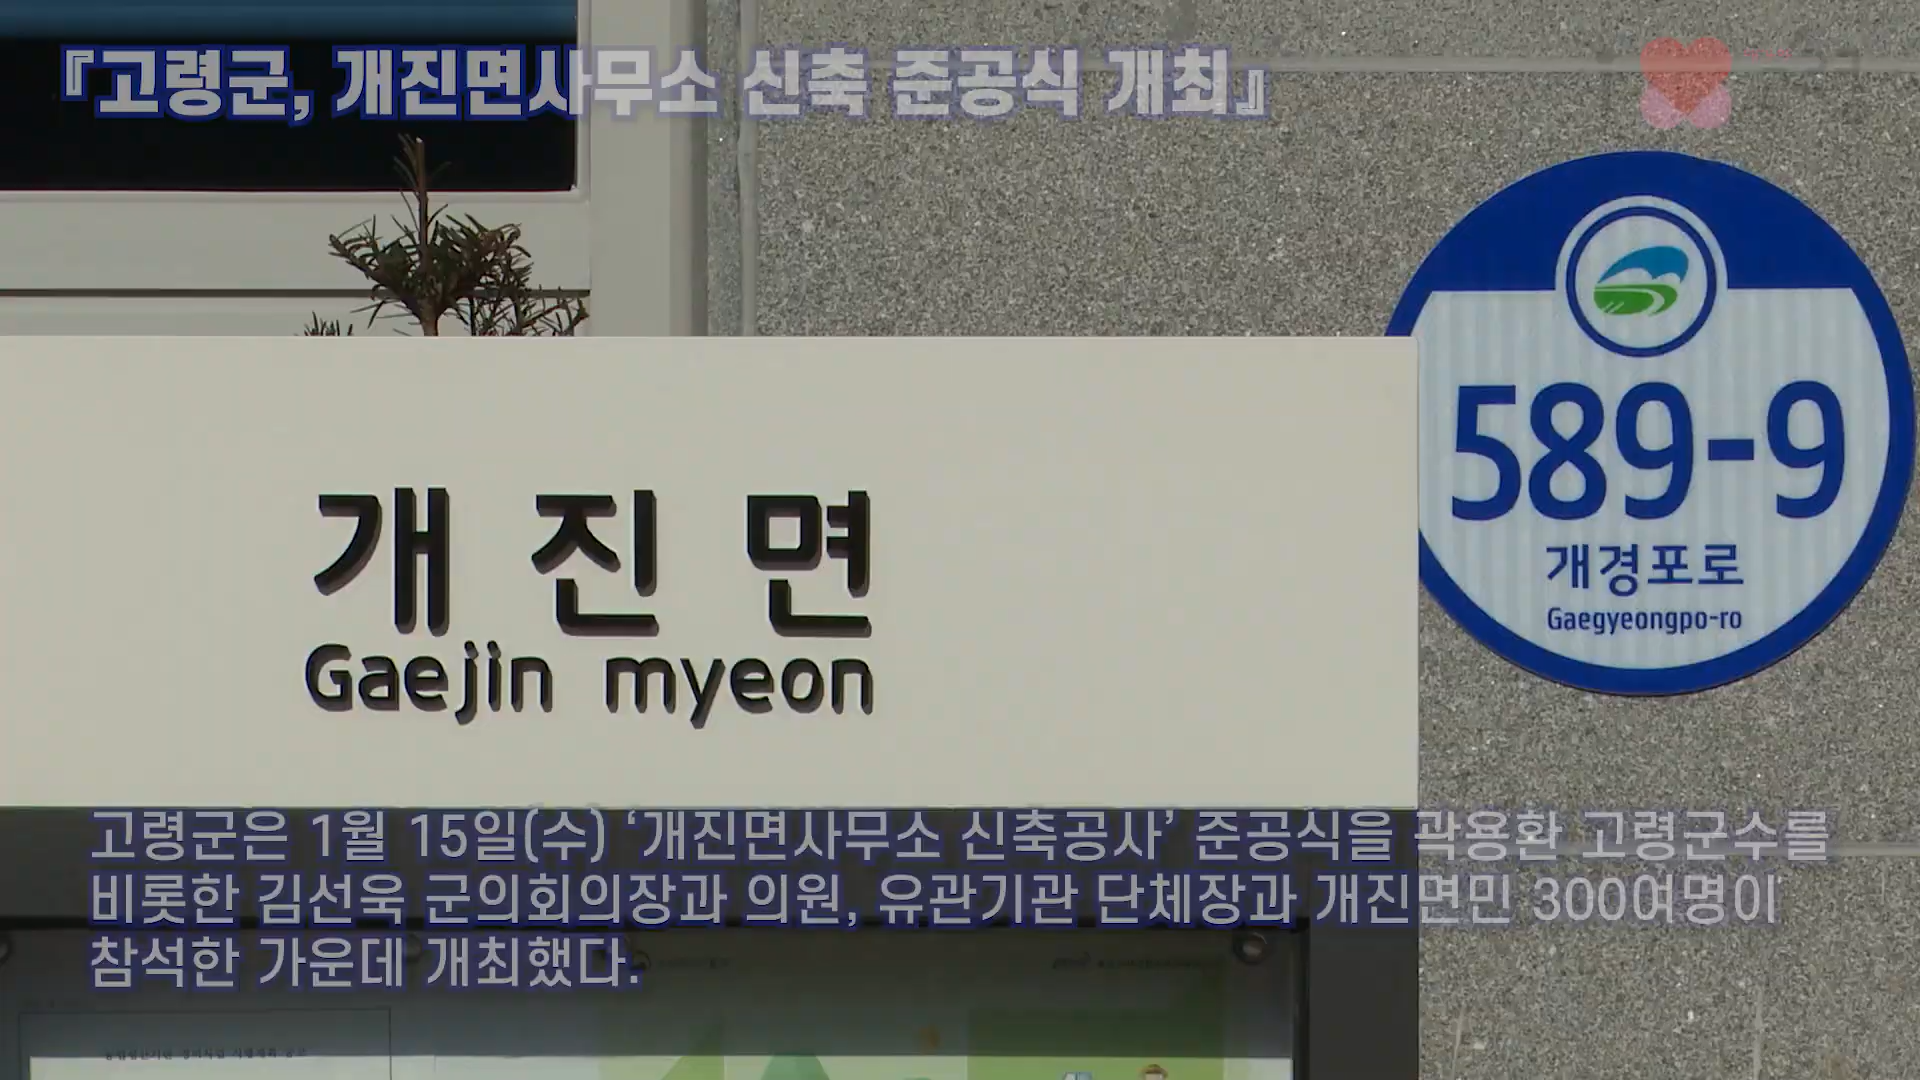 『고령군, 개진면사무소 신축 준공식 개최』
589-9
개경포로
Gaegyeongpo-ro
개진면
Gaejin myeon
고령군은 1월 15일(수) ‘개진면사무소 신축공사’ 준공식을 곽용환 고령군수를
비롯한 김선욱 군의회의장과 의원, 유관기관 단체장과 개진면민 300여명이
참석한 가운데 개최했다.